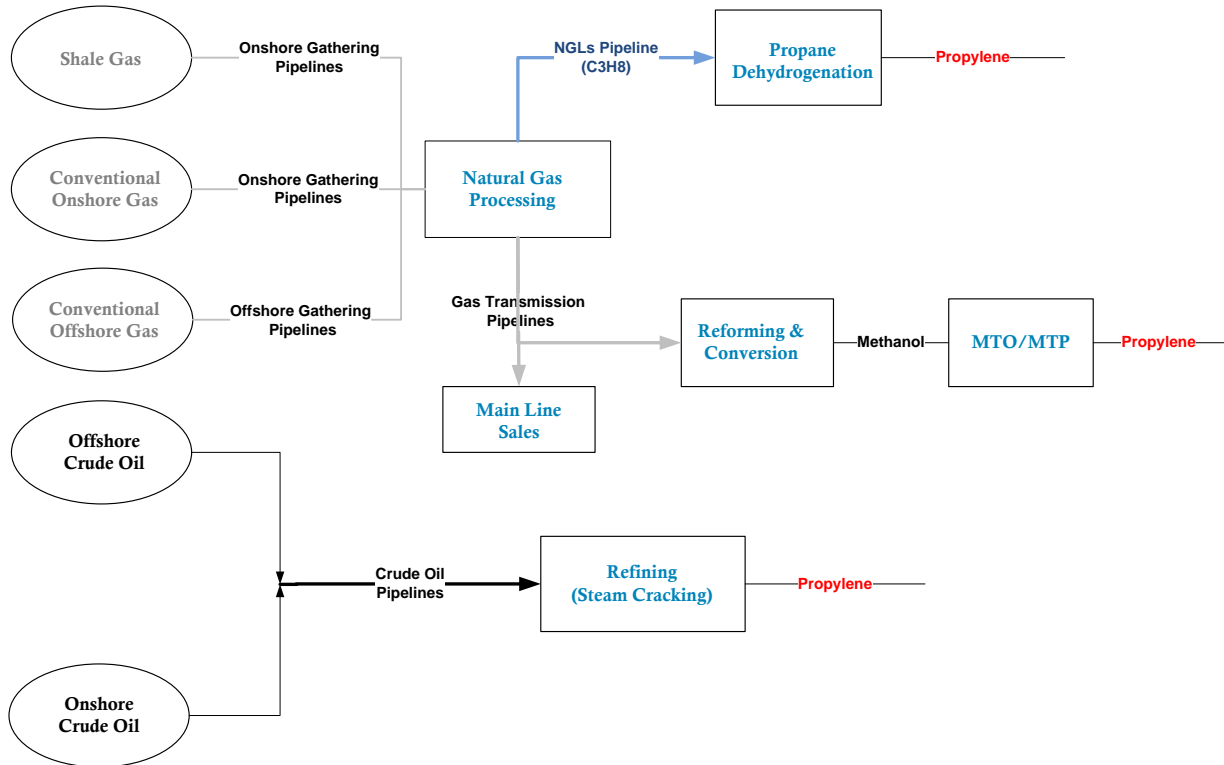 Shale Gas
Onshore Gathering
Pipelines
NGLs Pipeline
(C3H8)
Propane
Dehydrogenation
Propylene
Conventional
Onshore Gas
Onshore Gathering
Pipelines
Natural Gas
Processing
Conventional
Offshore Gas
Offshore Gathering
Pipelines
Gas Transmission
Pipelines
Reforming &
Conversion
Methanol
MTO/MTP
Propylene
Main Line
Sales
Offshore
Crude Oil
Crude Oil
Pipelines
Refining
(Steam Cracking)
Propylene
Onshore
Crude Oil